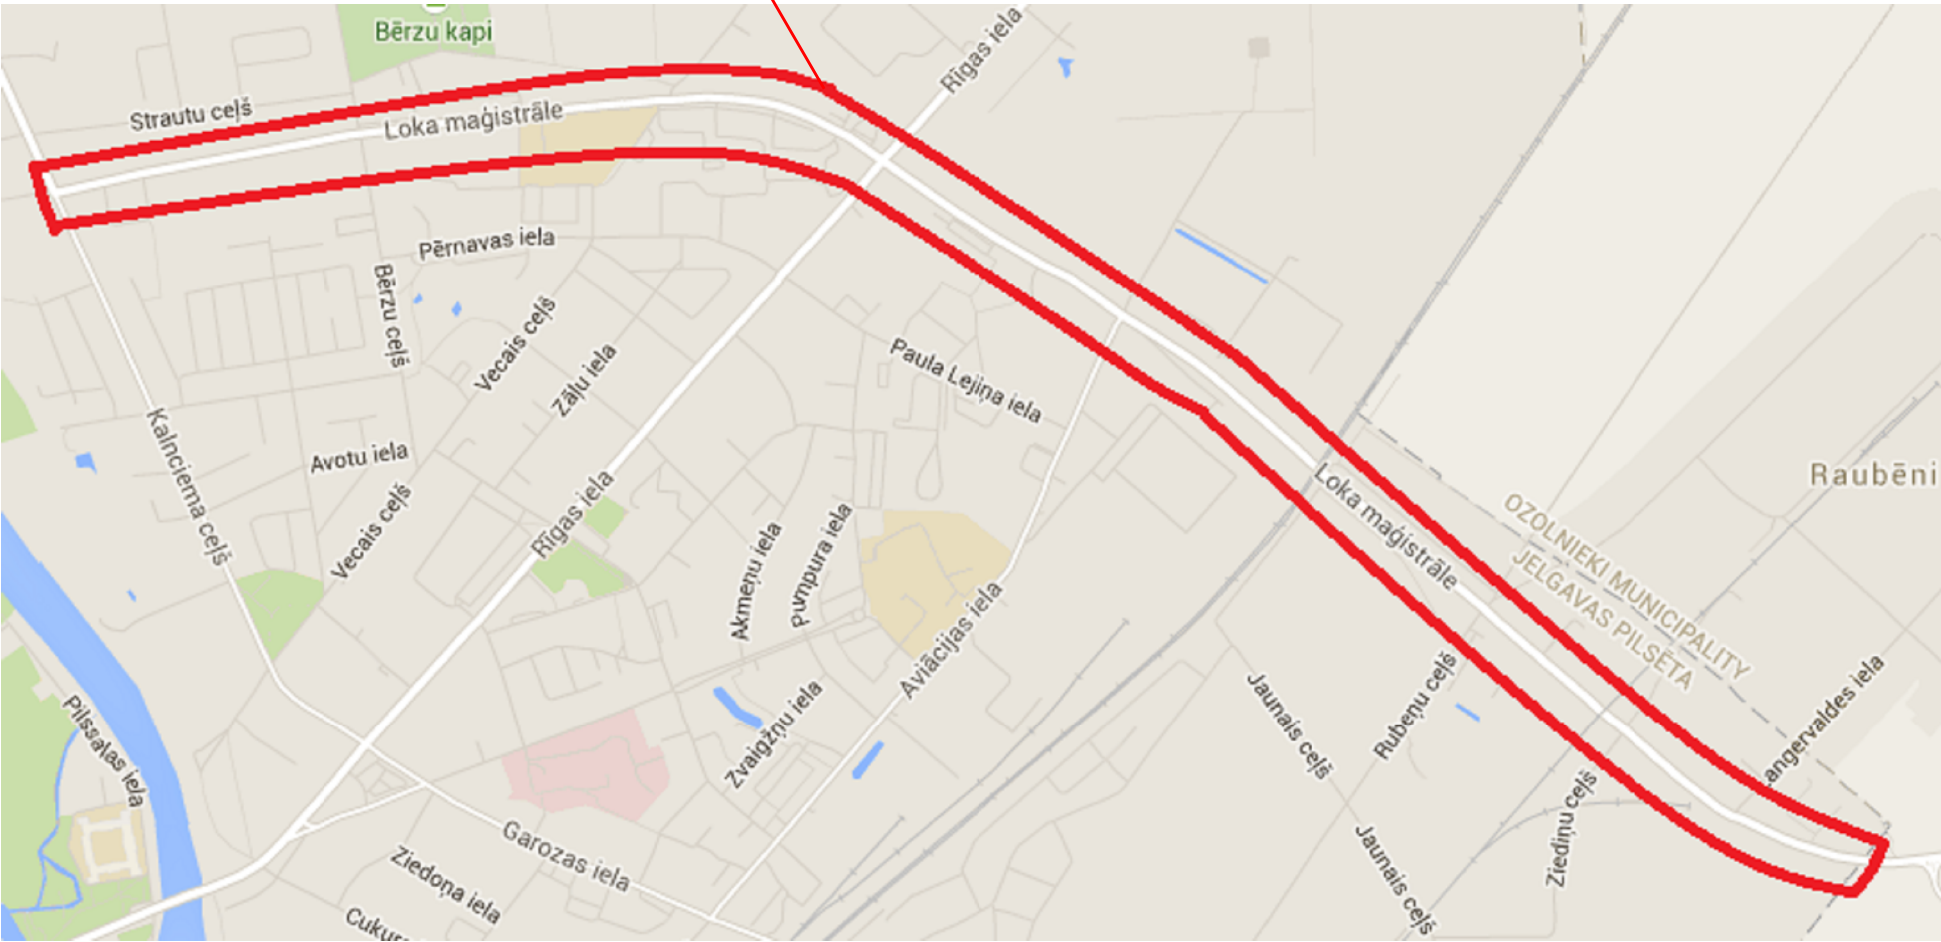 Bērzu kapi
Rīgas iela
Strautu ceļš
Loka maģistrāle
Pērnavas iela
Bērzu ceļš
Vecais ceļš
Zāļu iela
Paula Lejiņa iela
Kalnciema ceļš
Avotu iela
Vecais ceļš
Rīgas iela
Loka maģistrāle
Raubēni
OZOLNIEKI MUNICIPALITY
JELGAVAS PILSĒTA
Akmeņu iela
Pumpura iela
Aviācijas iela
Zvaigžņu iela
Jaunais ceļš
Rubeņu ceļš
Langervaldes iela
Pilssalas iela
Garozas iela
Ziedoņa iela
Ziediņu ceļš
Jaunais ceļš